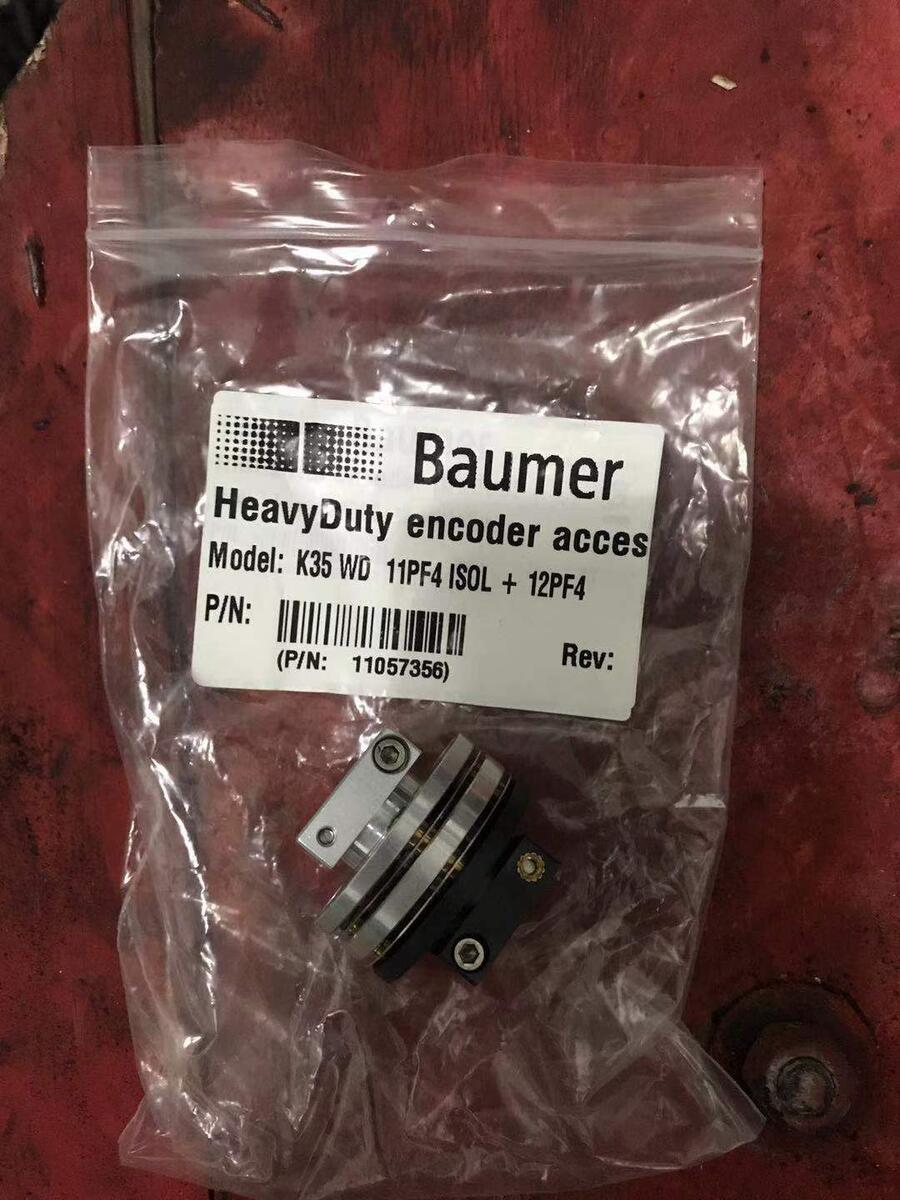 Baumer
HeavyDuty encoder acces
Model: K35 WD 11PF4 ISOL + 12PF4
P/N:
(P/N: 11057356)
Rev: